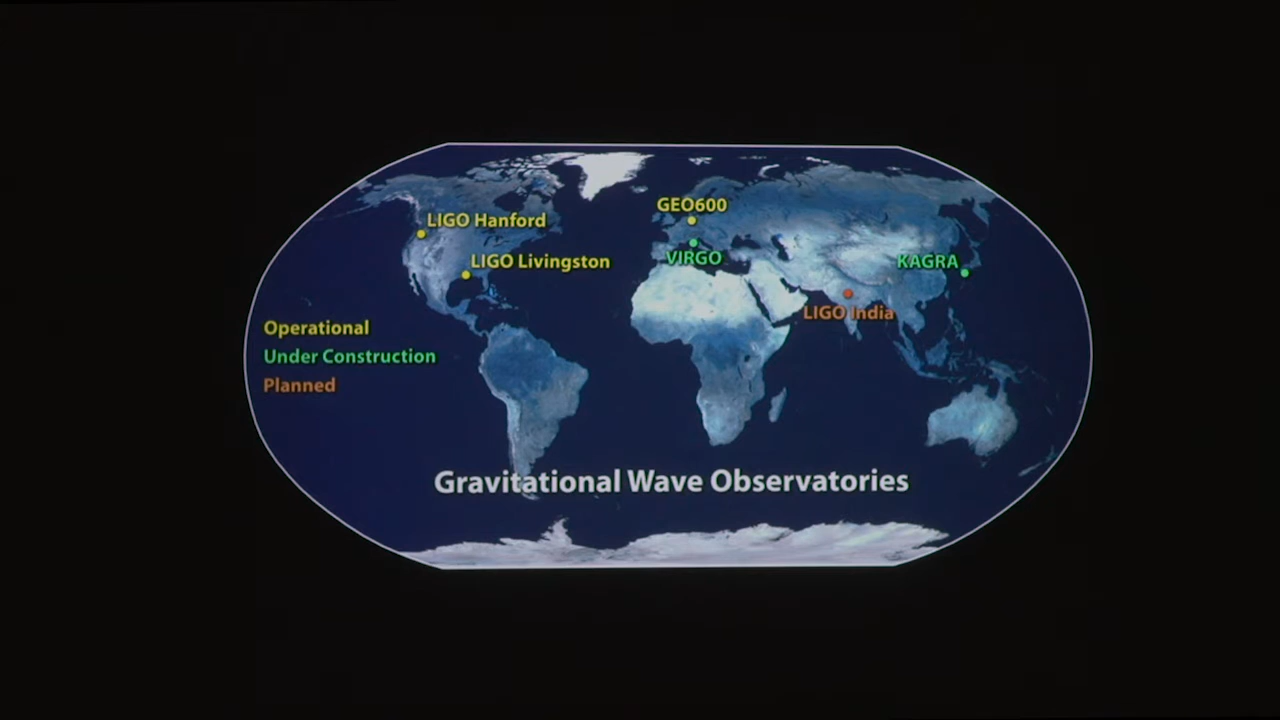 GEO600
LIGO Hanford
VIRGO
LIGO Livingston
KAGRA
LIGO India
Operational
Under Construction
Planned
Gravitational Wave Observatories